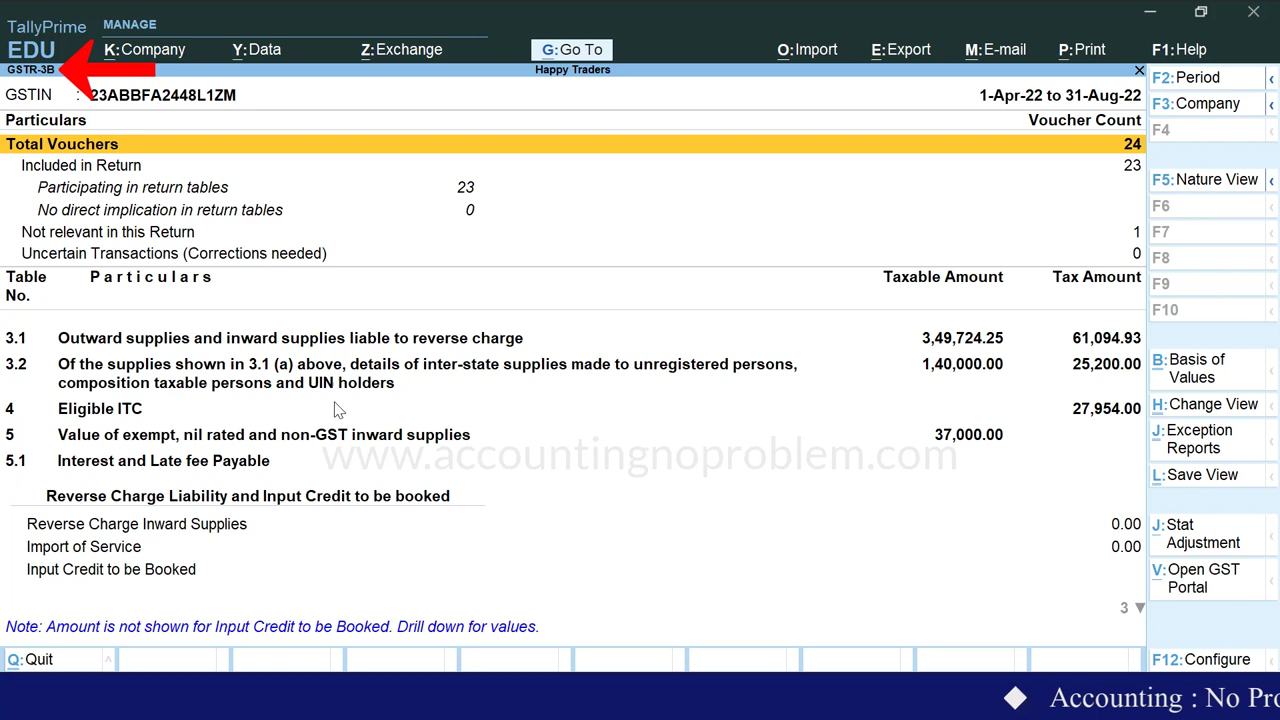 TallyPrime
MANAGE
EDU
K:Company
Y:Data
Z:Exchange
G:Go To
O:Import
E:Export
M:E-mail
P:Print
F1:Help
GSTR-3B
Happy Traders
GSTIN : 23ABBFA2448L1ZM
1-Apr-22 to 31-Aug-22
Particulars Voucher Count
Total Vouchers 24
Included in Return 23
Participating in return tables 23
No direct implication in return tables 0
Not relevant in this Return 1
Uncertain Transactions (Corrections needed) 0
Table Particulars Taxable Amount Tax Amount
No.
3.1 Outward supplies and inward supplies liable to reverse charge 3,49,724.25 61,094.93
3.2 Of the supplies shown in 3.1 (a) above, details of inter-state supplies made to unregistered persons, 1,40,000.00 25,200.00
composition taxable persons and UIN holders
4 Eligible ITC 27,954.00
5 Value of exempt, nil rated and non-GST inward supplies 37,000.00
www.accountingnoproblem.com
5.1 Interest and Late fee Payable
Reverse Charge Liability and Input Credit to be booked
Reverse Charge Inward Supplies 0.00
Import of Service 0.00
Input Credit to be Booked
3 ▼
Note: Amount is not shown for Input Credit to be Booked. Drill down for values.
F2:Period
F3:Company
F4
F5:Nature View
F6
F7
F8
F9
F10
B:Basis of
Values
H:Change View
J:Exception
Reports
L:Save View
J:Stat
Adjustment
V:Open GST
Portal
Q:Quit
F12:Configure
◆ Accounting : No Pro